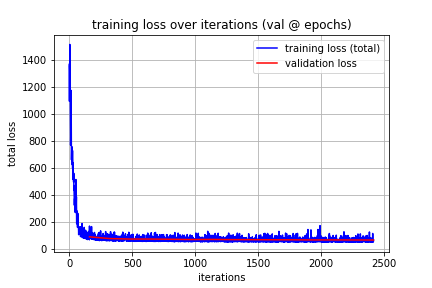 training loss over iterations (val @ epochs)
training loss (total)
validation loss
total loss
1400
1200
1000
800
600
400
200
0
0
500
1000
1500
2000
2500
iterations